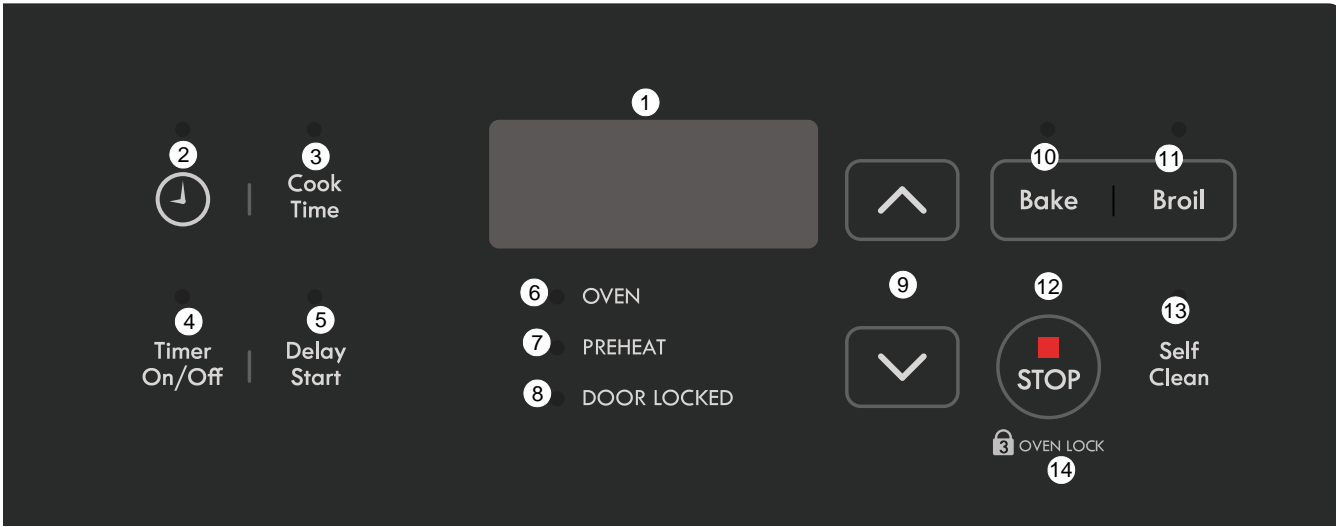 1
2
3
Cook
Time
10
11
Bake
Broil
4
Timer
On/Off
5
Delay
Start
6 OVEN
7 PREHEAT
8 DOOR LOCKED
9
12
STOP
13
Self
Clean
3 OVEN LOCK
14